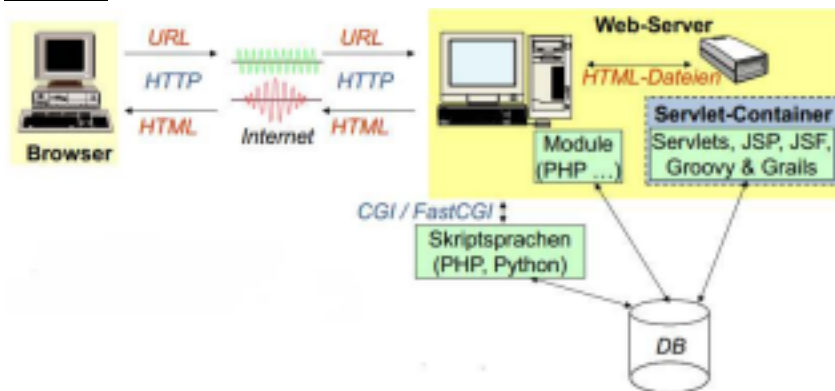 URL
URL
Web-Server
HTTP
HTTP
HTML-Dateien
HTML
Internet
HTML
Browser
Servlet-Container
Module
(PHP ...)
Servlets, JSP, JSF,
Groovy & Grails
CGI / FastCGI
Skriptsprachen
(PHP, Python)
DB